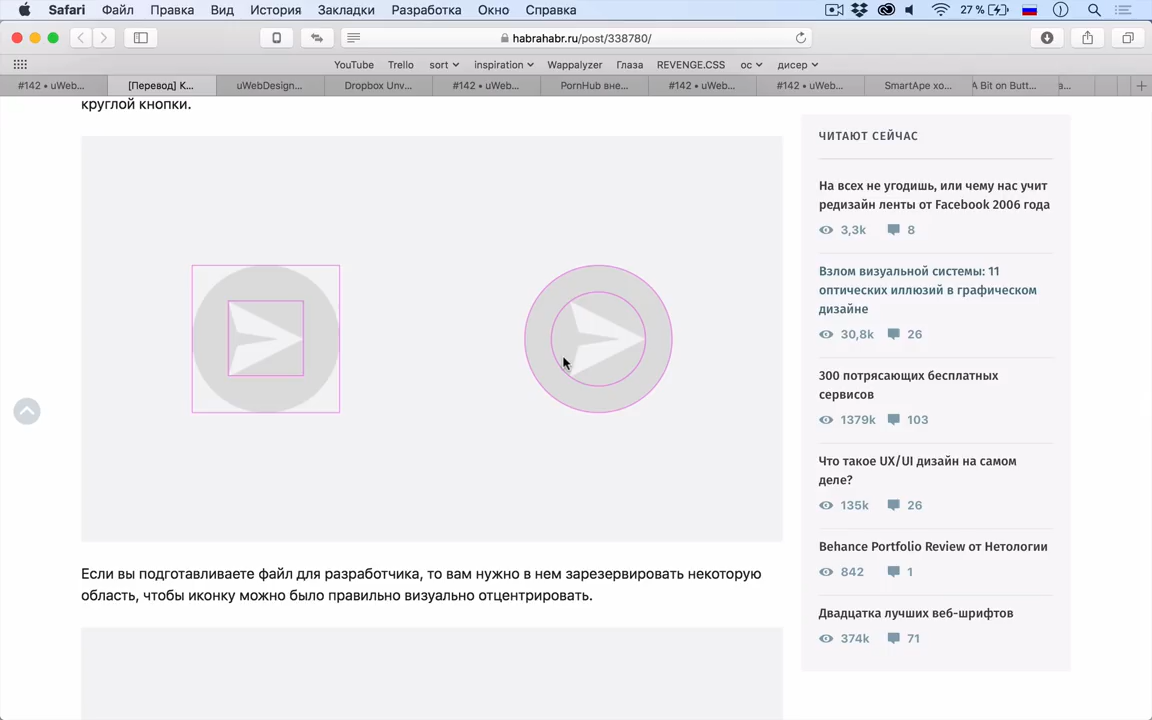 Safari Файл Правка Вид История Закладки Разработка Окно Справка 27 %
habrahabr.ru/post/338780/
YouTube Trello sort inspiration Wappalyzer Глаза REVENGE.CSS ос дисер
#142 • uWeb... [Перевод] К... uWebDesign... Dropbox Unv... #142 • uWeb... PornHub вне... #142 • uWeb... #142 • uWeb... SmartApe хо... A Bit on Butt...
круглой кнопки.
Если вы подготавливаете файл для разработчика, то вам нужно в нем зарезервировать некоторую
область, чтобы иконку можно было правильно визуально отцентрировать.
ЧИТАЮТ СЕЙЧАС
На всех не угодишь, или чему нас учит
редизайн ленты от Facebook 2006 года
3,3k 8
Взлом визуальной системы: 11
оптических иллюзий в графическом
дизайне
30,8k 26
300 потрясающих бесплатных
сервисов
1379k 103
Что такое UX/UI дизайн на самом
деле?
135k 26
Behance Portfolio Review от Нетологии
842 1
Двадцатка лучших веб-шрифтов
374k 71